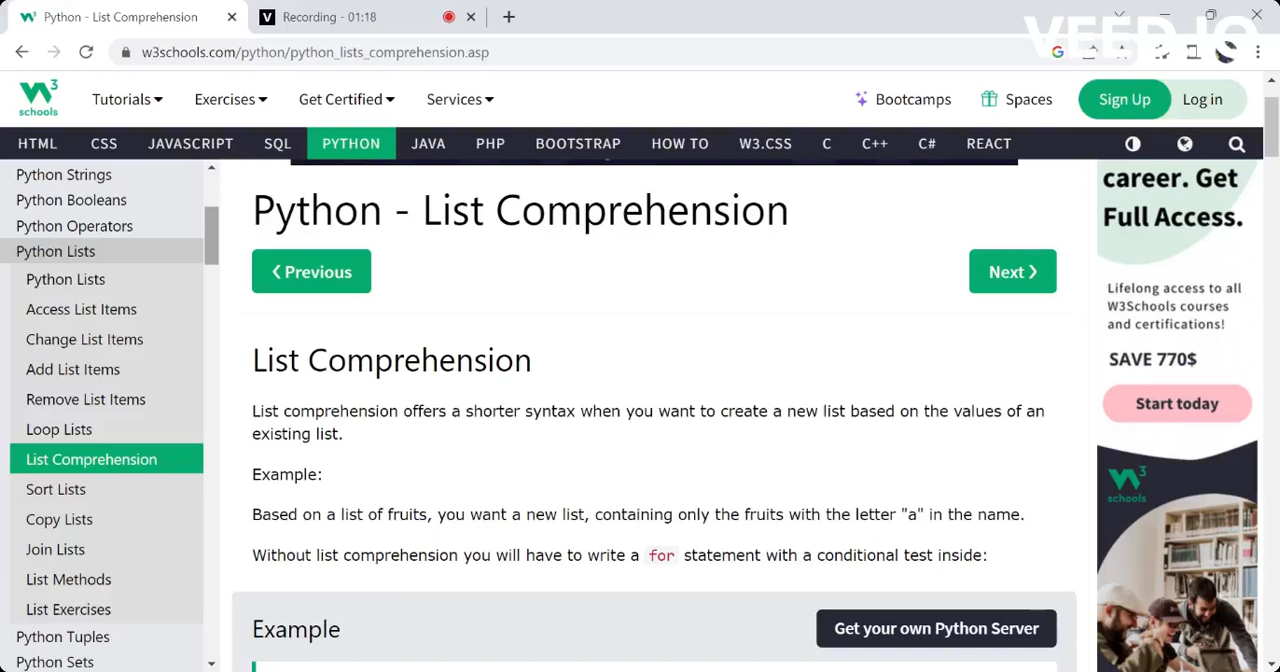 Python - List Comprehension
Recording - 01:18
VEED.IO
w3schools.com/python/python_lists_comprehension.asp
W3
schools
Tutorials
Exercises
Get Certified
Services
Bootcamps
Spaces
Sign Up
Log in
HTML
CSS
JAVASCRIPT
SQL
PYTHON
JAVA
PHP
BOOTSTRAP
HOW TO
W3.CSS
C
C++
C#
REACT
Python Strings
Python Booleans
Python Operators
Python Lists
Python Lists
Access List Items
Change List Items
Add List Items
Remove List Items
Loop Lists
List Comprehension
Sort Lists
Copy Lists
Join Lists
List Methods
List Exercises
Python Tuples
Python Sets
Python - List Comprehension
❮ Previous
Next ❯
List Comprehension
List comprehension offers a shorter syntax when you want to create a new list based on the values of an
existing list.
Example:
Based on a list of fruits, you want a new list, containing only the fruits with the letter "a" in the name.
Without list comprehension you will have to write a for statement with a conditional test inside:
Example
Get your own Python Server
career. Get
Full Access.
Lifelong access to all
W3Schools courses
and certifications!
SAVE 770$
Start today
W3
schools